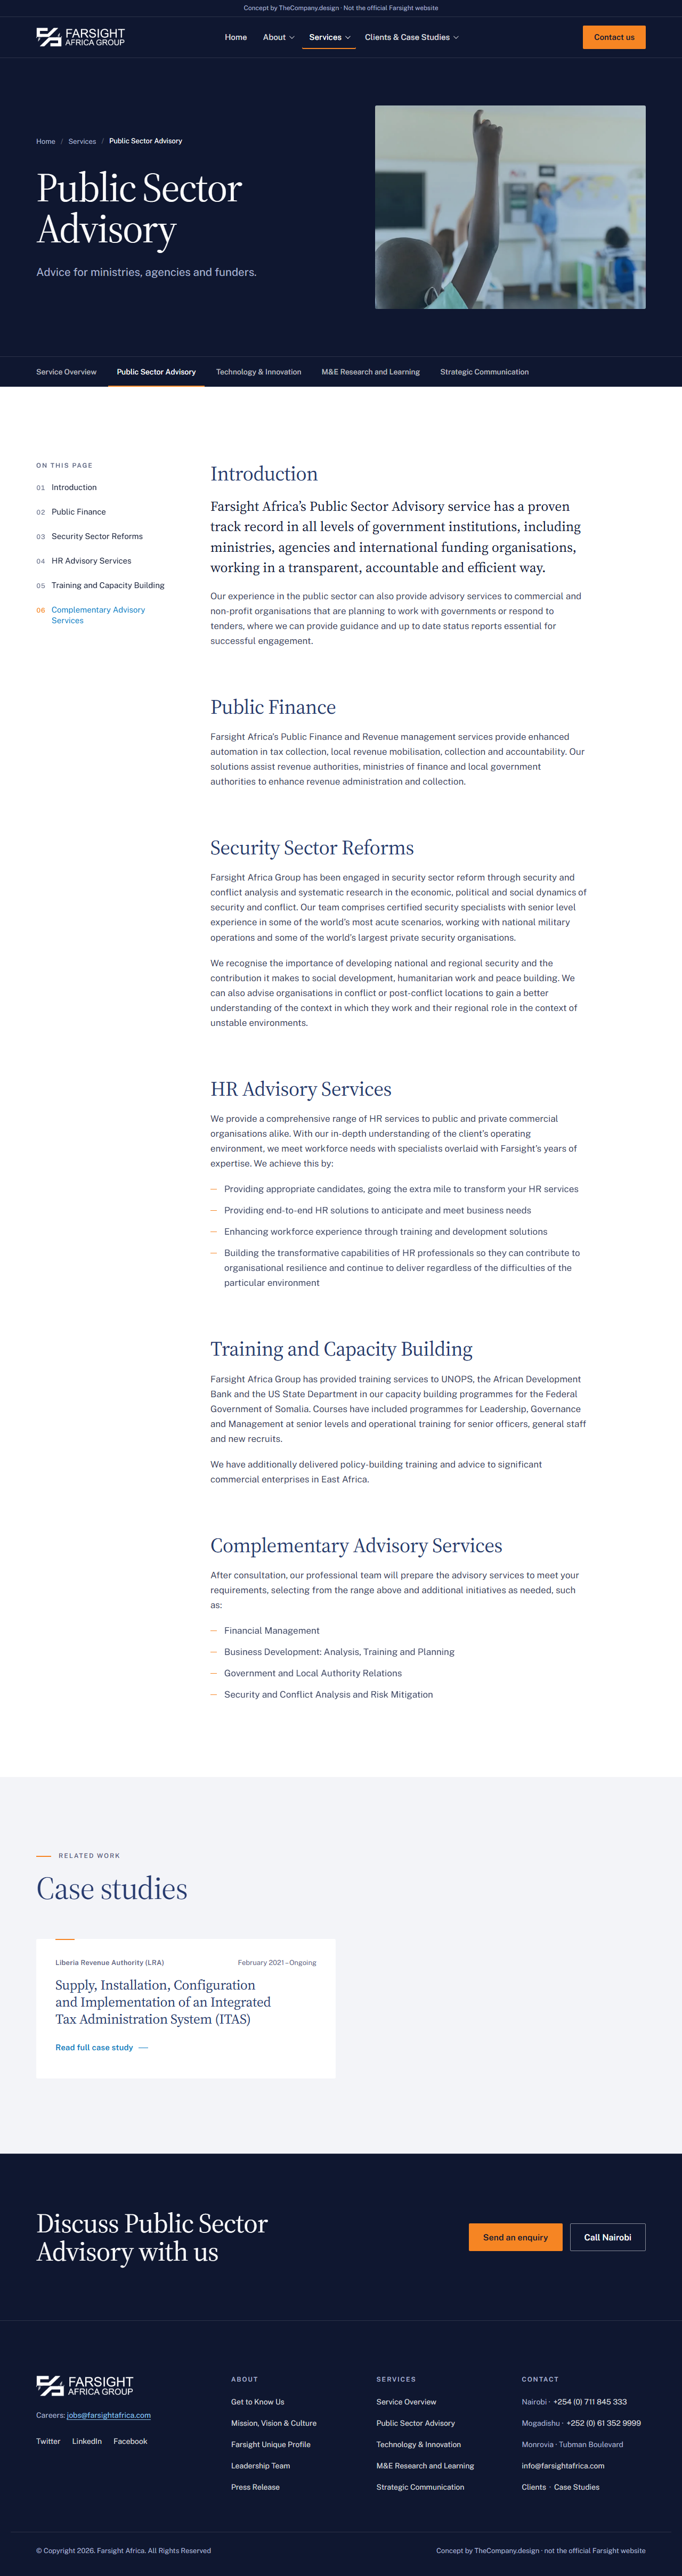 Concept by TheCompany.design · Not the official Farsight website
FARSIGHT
AFRICA GROUP
Home
About
Services
Clients & Case Studies
Contact us
Home / Services / Public Sector Advisory
Public Sector
Advisory
Advice for ministries, agencies and funders.
Service Overview
Public Sector Advisory
Technology & Innovation
M&E Research and Learning
Strategic Communication
ON THIS PAGE
01 Introduction
02 Public Finance
03 Security Sector Reforms
04 HR Advisory Services
05 Training and Capacity Building
06 Complementary Advisory
Services
Introduction
Farsight Africa’s Public Sector Advisory service has a proven
track record in all levels of government institutions, including
ministries, agencies and international funding organisations,
working in a transparent, accountable and efficient way.
Our experience in the public sector can also provide advisory services to commercial and
non-profit organisations that are planning to work with governments or respond to
tenders, where we can provide guidance and up to date status reports essential for
successful engagement.
Public Finance
Farsight Africa’s Public Finance and Revenue management services provide enhanced
automation in tax collection, local revenue mobilisation, collection and accountability. Our
solutions assist revenue authorities, ministries of finance and local government
authorities to enhance revenue administration and collection.
Security Sector Reforms
Farsight Africa Group has been engaged in security sector reform through security and
conflict analysis and systematic research in the economic, political and social dynamics of
security and conflict. Our team comprises certified security specialists with senior level
experience in some of the world’s most acute scenarios, working with national military
operations and some of the world’s largest private security organisations.
We recognise the importance of developing national and regional security and the
contribution it makes to social development, humanitarian work and peace building. We
can also advise organisations in conflict or post-conflict locations to gain a better
understanding of the context in which they work and their regional role in the context of
unstable environments.
HR Advisory Services
We provide a comprehensive range of HR services to public and private commercial
organisations alike. With our in-depth understanding of the client’s operating
environment, we meet workforce needs with specialists overlaid with Farsight’s years of
expertise. We achieve this by:
— Providing appropriate candidates, going the extra mile to transform your HR services
— Providing end-to-end HR solutions to anticipate and meet business needs
— Enhancing workforce experience through training and development solutions
— Building the transformative capabilities of HR professionals so they can contribute to
organisational resilience and continue to deliver regardless of the difficulties of the
particular environment
Training and Capacity Building
Farsight Africa Group has provided training services to UNOPS, the African Development
Bank and the US State Department in our capacity building programmes for the Federal
Government of Somalia. Courses have included programmes for Leadership, Governance
and Management at senior levels and operational training for senior officers, general staff
and new recruits.
We have additionally delivered policy-building training and advice to significant
commercial enterprises in East Africa.
Complementary Advisory Services
After consultation, our professional team will prepare the advisory services to meet your
requirements, selecting from the range above and additional initiatives as needed, such
as:
— Financial Management
— Business Development: Analysis, Training and Planning
— Government and Local Authority Relations
— Security and Conflict Analysis and Risk Mitigation
RELATED WORK
Case studies
Liberia Revenue Authority (LRA)
February 2021 – Ongoing
Supply, Installation, Configuration
and Implementation of an Integrated
Tax Administration System (ITAS)
Read full case study
Discuss Public Sector
Advisory with us
Send an enquiry
Call Nairobi
FARSIGHT
AFRICA GROUP
Careers: jobs@farsightafrica.com
Twitter
LinkedIn
Facebook
ABOUT
Get to Know Us
Mission, Vision & Culture
Farsight Unique Profile
Leadership Team
Press Release
SERVICES
Service Overview
Public Sector Advisory
Technology & Innovation
M&E Research and Learning
Strategic Communication
CONTACT
Nairobi · +254 (0) 711 845 333
Mogadishu · +252 (0) 61 352 9999
Monrovia · Tubman Boulevard
info@farsightafrica.com
Clients · Case Studies
© Copyright 2026. Farsight Africa. All Rights Reserved
Concept by TheCompany.design · not the official Farsight website